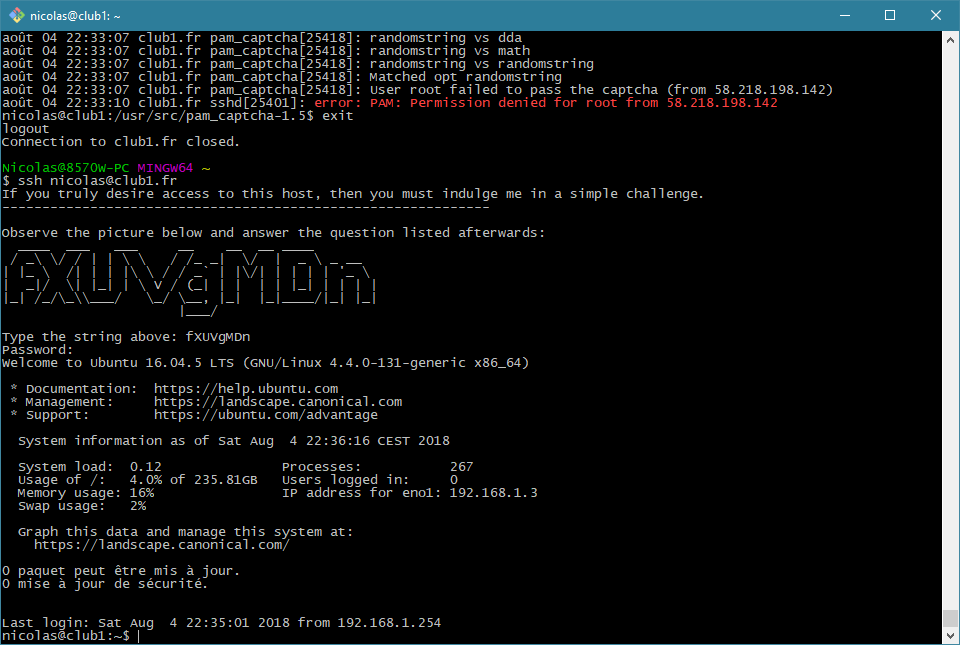 nicolas@club1: ~
août 04 22:33:07 club1.fr pam_captcha[25418]: randomstring vs dda
août 04 22:33:07 club1.fr pam_captcha[25418]: randomstring vs math
août 04 22:33:07 club1.fr pam_captcha[25418]: randomstring vs randomstring
août 04 22:33:07 club1.fr pam_captcha[25418]: Matched opt randomstring
août 04 22:33:07 club1.fr pam_captcha[25418]: User root failed to pass the captcha (from 58.218.198.142)
août 04 22:33:10 club1.fr sshd[25401]: error: PAM: Permission denied for root from 58.218.198.142
nicolas@club1:/usr/src/pam_captcha-1.5$ exit
logout
Connection to club1.fr closed.
Nicolas@8570W-PC MINGW64 ~
$ ssh nicolas@club1.fr
If you truly desire access to this host, then you must indulge me in a simple challenge.
-------------------------------------------------------------
Observe the picture below and answer the question listed afterwards:
fXUVgMDn
Type the string above: fXUVgMDn
Password:
Welcome to Ubuntu 16.04.5 LTS (GNU/Linux 4.4.0-131-generic x86_64)
* Documentation:  https://help.ubuntu.com
* Management:     https://landscape.canonical.com
* Support:        https://ubuntu.com/advantage
System information as of Sat Aug  4 22:36:16 CEST 2018
System load:  0.12               Processes:           267
Usage of /:   4.0% of 235.81GB   Users logged in:     0
Memory usage: 16%                IP address for eno1: 192.168.1.3
Swap usage:   2%
Graph this data and manage this system at:
https://landscape.canonical.com/
0 paquet peut être mis à jour.
0 mise à jour de sécurité.
Last login: Sat Aug  4 22:35:01 2018 from 192.168.1.254
nicolas@club1:~$